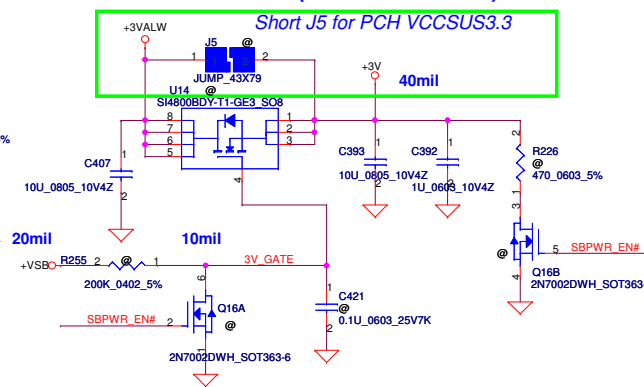 Short J5 for PCH VCCSUS3.3
+3VALW
J5
@
1
1
2
2
JUMP_43X79
+3V
40mil
@
U14
SI4800BDY-T1-GE3_SO8
8
7
6
5
1
2
3
4
%
C407
1
2
10U_0805_10V4Z
C393
1
2
10U_0805_10V4Z
C392
1
2
1U_0603_10V4Z
2
R226
@
470_0603_5%
1
3
@
5
SBPWR_EN#
4
Q16B
2N7002DWH_SOT363-
20mil
10mil
+VSB
R255
2
@
1
200K_0402_5%
3V_GATE
6
Q16A
@
SBPWR_EN#
2
1
2N7002DWH_SOT363-6
1
C421
@
0.1U_0603_25V7K
2